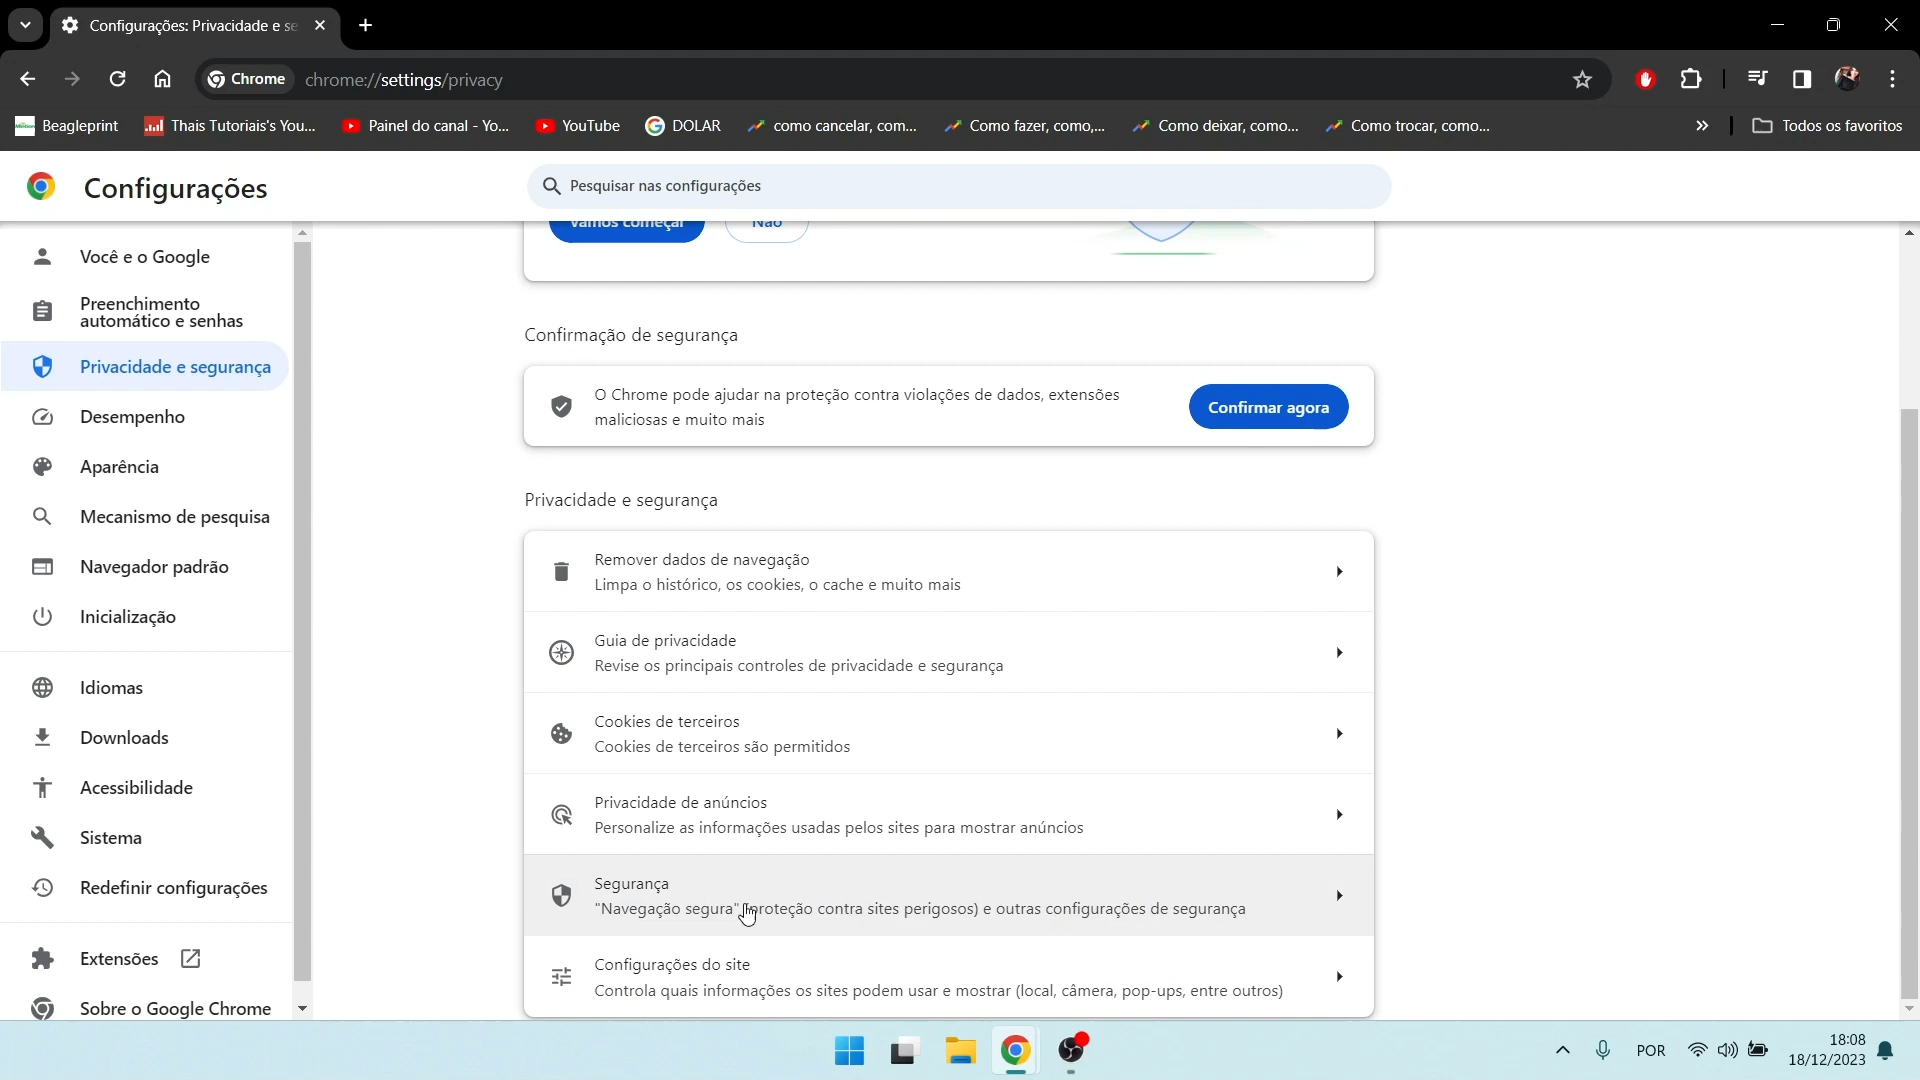 Configurações: Privacidade e se
Chrome
chrome://settings/privacy
Beagleprint
Thais Tutoriais's You...
Painel do canal - Yo...
YouTube
DOLAR
como cancelar, com...
Como fazer, como,...
Como deixar, como...
Como trocar, como...
Todos os favoritos
Configurações
Pesquisar nas configurações
Você e o Google
Preenchimento
automático e senhas
Privacidade e segurança
Desempenho
Aparência
Mecanismo de pesquisa
Navegador padrão
Inicialização
Idiomas
Downloads
Acessibilidade
Sistema
Redefinir configurações
Extensões
Sobre o Google Chrome
Vamos começar
Não
Confirmação de segurança
O Chrome pode ajudar na proteção contra violações de dados, extensões
maliciosas e muito mais
Confirmar agora
Privacidade e segurança
Remover dados de navegação
Limpa o histórico, os cookies, o cache e muito mais
Guia de privacidade
Revise os principais controles de privacidade e segurança
Cookies de terceiros
Cookies de terceiros são permitidos
Privacidade de anúncios
Personalize as informações usadas pelos sites para mostrar anúncios
Segurança
"Navegação segura" (proteção contra sites perigosos) e outras configurações de segurança
Configurações do site
Controla quais informações os sites podem usar e mostrar (local, câmera, pop-ups, entre outros)
POR
18:08
18/12/2023